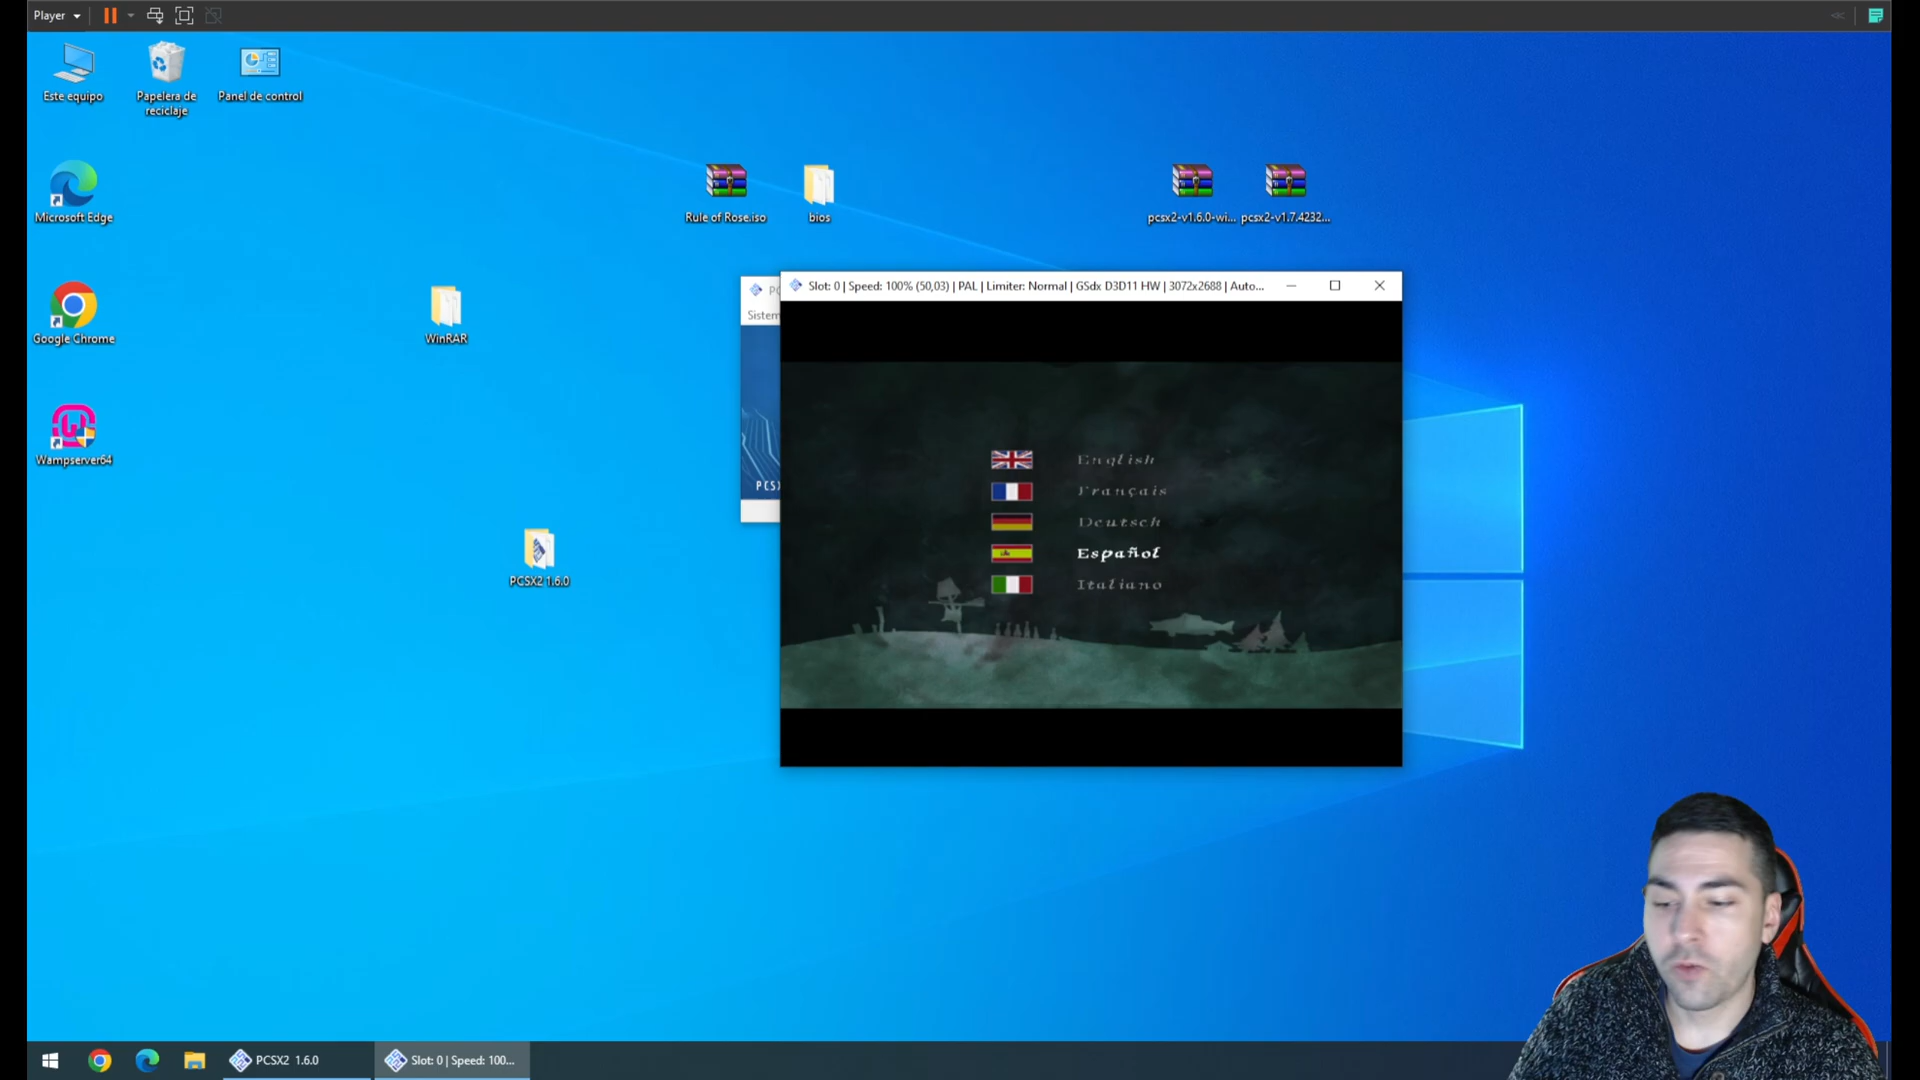 Player
Este equipo
Papelera de
reciclaje
Panel de control
Microsoft Edge
Rule of Rose.iso
bios
pcsx2-v1.6.0-wi...
pcsx2-v1.7.4232...
Google Chrome
WinRAR
Slot: 0 | Speed: 100% (50,03) | PAL | Limiter: Normal | GSdx D3D11 HW | 3072x2688 | Auto...
PC
Sistem
PCSX
English
Français
Deutsch
Español
Italiano
Wampserver64
PCSX2 1.6.0
PCSX2 1.6.0
Slot: 0 | Speed: 100...